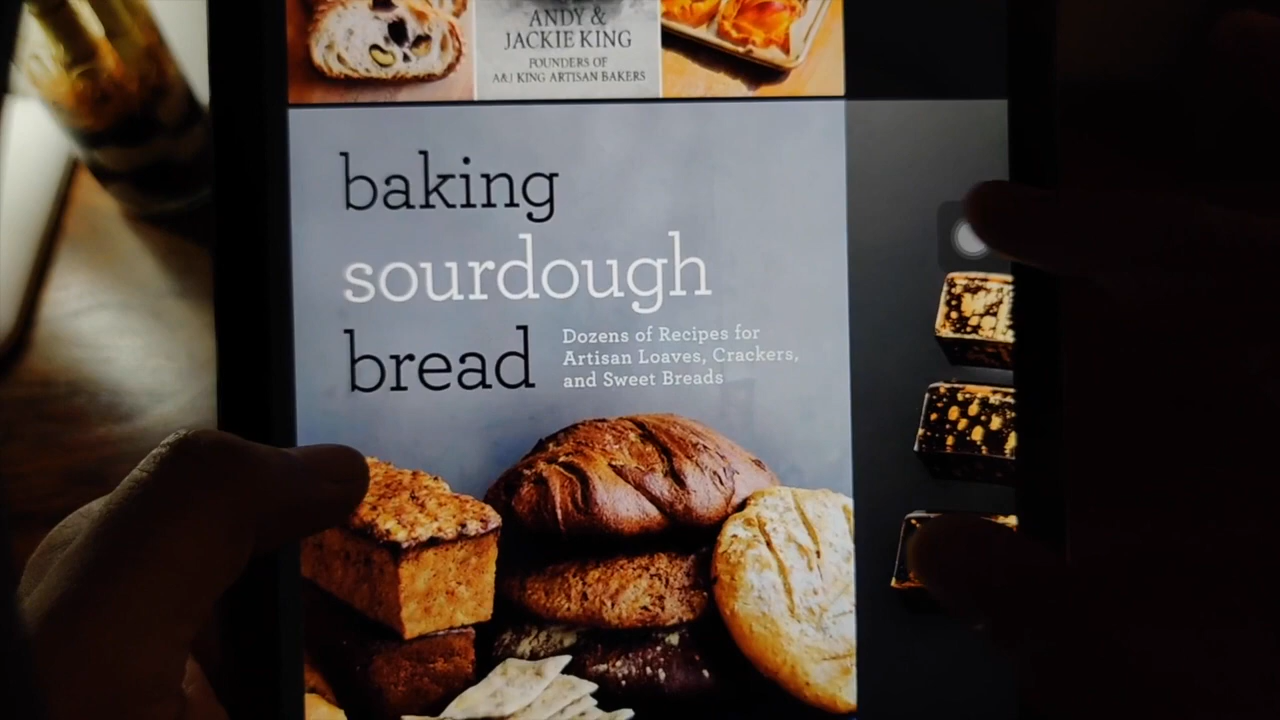 ANDY &
JACKIE KING
FOUNDERS OF
A&J KING ARTISAN BAKERS
baking
sourdough
bread
Dozens of Recipes for
Artisan Loaves, Crackers,
and Sweet Breads